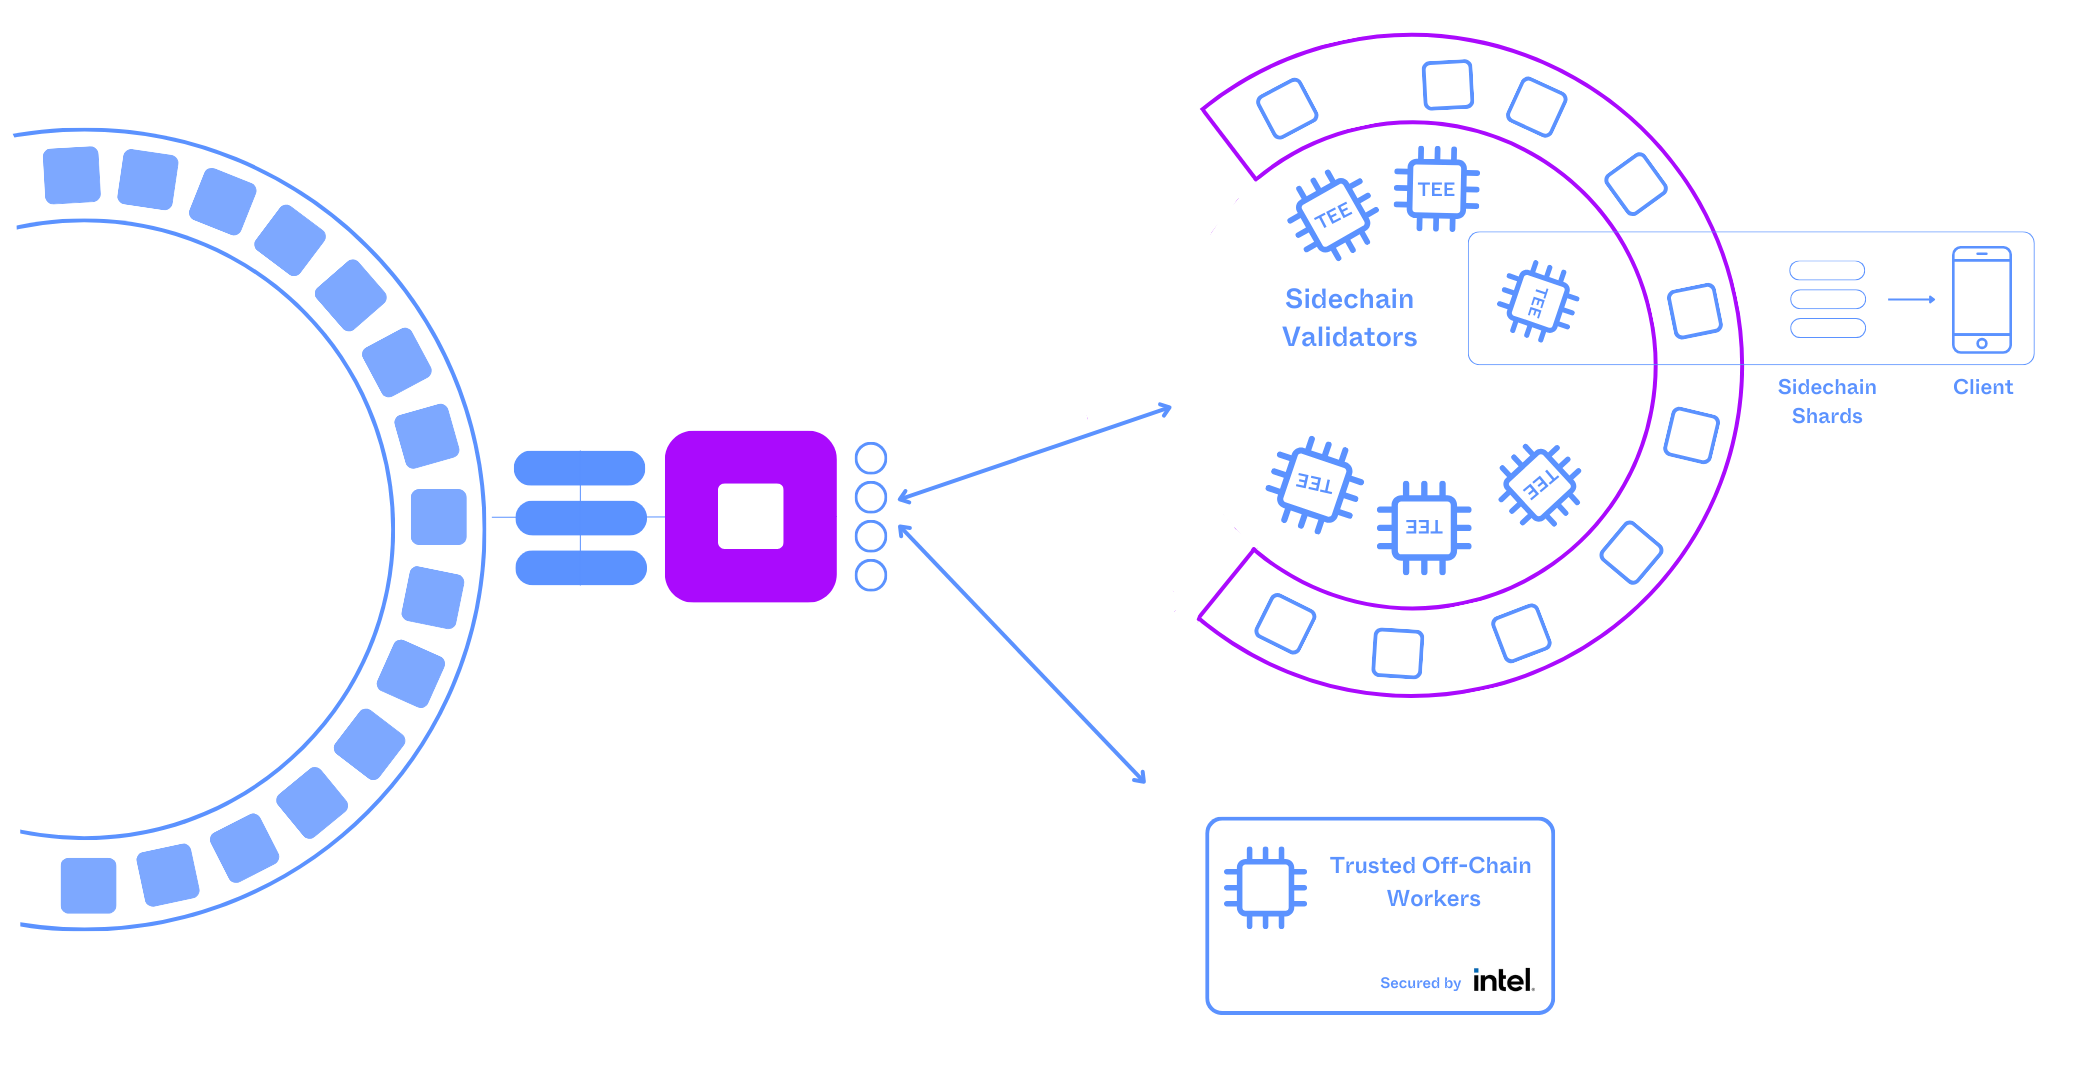 TEE
TEE
Sidechain
Validators
TEE
Sidechain
Shards
Client
TEE
TEE
TEE
Trusted Off-Chain
Workers
Secured by intel.